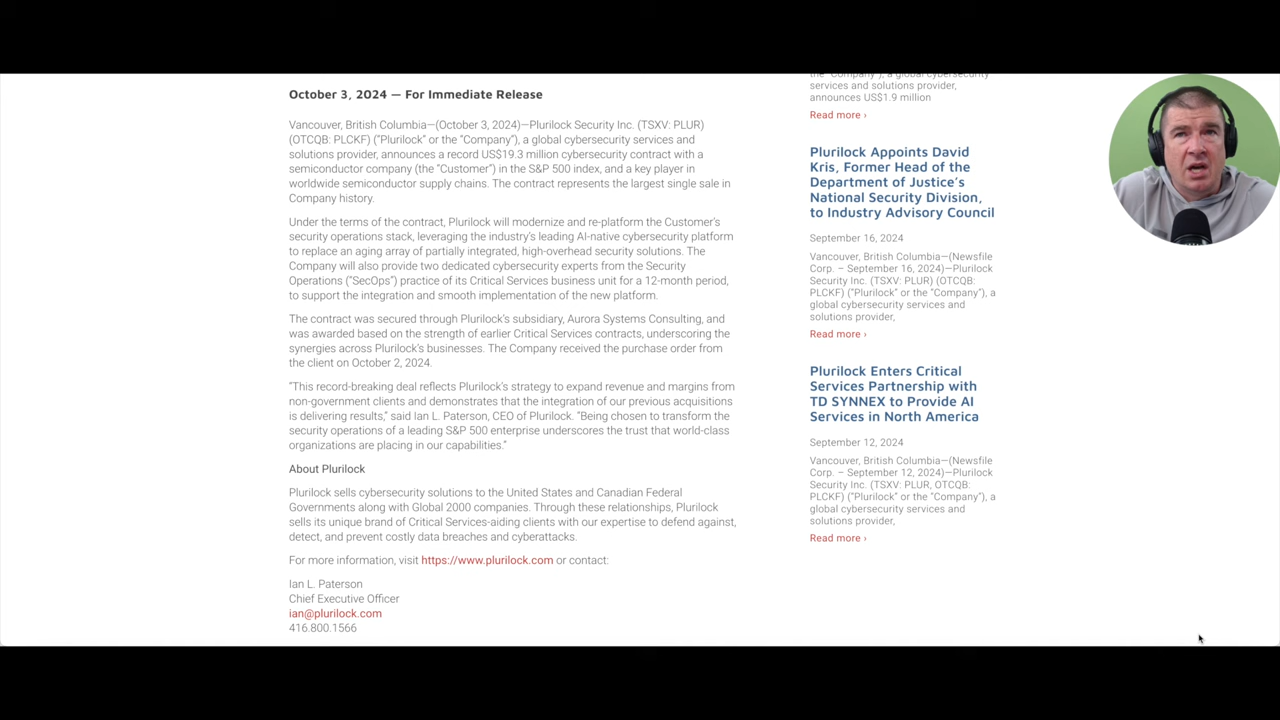 October 3, 2024 — For Immediate Release
Vancouver, British Columbia—(October 3, 2024)—Plurilock Security Inc. (TSXV: PLUR)
(OTCQB: PLCKF) (“Plurilock” or the “Company”), a global cybersecurity services and
solutions provider, announces a record US$19.3 million cybersecurity contract with a
semiconductor company (the “Customer”) in the S&P 500 index, and a key player in
worldwide semiconductor supply chains. The contract represents the largest single sale in
Company history.
Under the terms of the contract, Plurilock will modernize and re-platform the Customer’s
security operations stack, leveraging the industry’s leading AI-native cybersecurity platform
to replace an aging array of partially integrated, high-overhead security solutions. The
Company will also provide two dedicated cybersecurity experts from the Security
Operations (“SecOps”) practice of its Critical Services business unit for a 12-month period,
to support the integration and smooth implementation of the new platform.
The contract was secured through Plurilock’s subsidiary, Aurora Systems Consulting, and
was awarded based on the strength of earlier Critical Services contracts, underscoring the
synergies across Plurilock’s businesses. The Company received the purchase order from
the client on October 2, 2024.
“This record-breaking deal reflects Plurilock’s strategy to expand revenue and margins from
non-government clients and demonstrates that the integration of our previous acquisitions
is delivering results,” said Ian L. Paterson, CEO of Plurilock. “Being chosen to transform the
security operations of a leading S&P 500 enterprise underscores the trust that world-class
organizations are placing in our capabilities.”
About Plurilock
Plurilock sells cybersecurity solutions to the United States and Canadian Federal
Governments along with Global 2000 companies. Through these relationships, Plurilock
sells its unique brand of Critical Services-aiding clients with our expertise to defend against,
detect, and prevent costly data breaches and cyberattacks.
For more information, visit https://www.plurilock.com or contact:
Ian L. Paterson
Chief Executive Officer
ian@plurilock.com
416.800.1566
the “Company”), a global cybersecurity
services and solutions provider,
announces US$1.9 million
Read more ›
Plurilock Appoints David
Kris, Former Head of the
Department of Justice’s
National Security Division,
to Industry Advisory Council
September 16, 2024
Vancouver, British Columbia—(Newsfile
Corp. – September 16, 2024)—Plurilock
Security Inc. (TSXV: PLUR) (OTCQB:
PLCKF) (“Plurilock” or the “Company”), a
global cybersecurity services and
solutions provider,
Read more ›
Plurilock Enters Critical
Services Partnership with
TD SYNNEX to Provide AI
Services in North America
September 12, 2024
Vancouver, British Columbia—(Newsfile
Corp. – September 12, 2024)—Plurilock
Security Inc. (TSXV: PLUR, OTCQB:
PLCKF) (“Plurilock” or the “Company”), a
global cybersecurity services and
solutions provider,
Read more ›